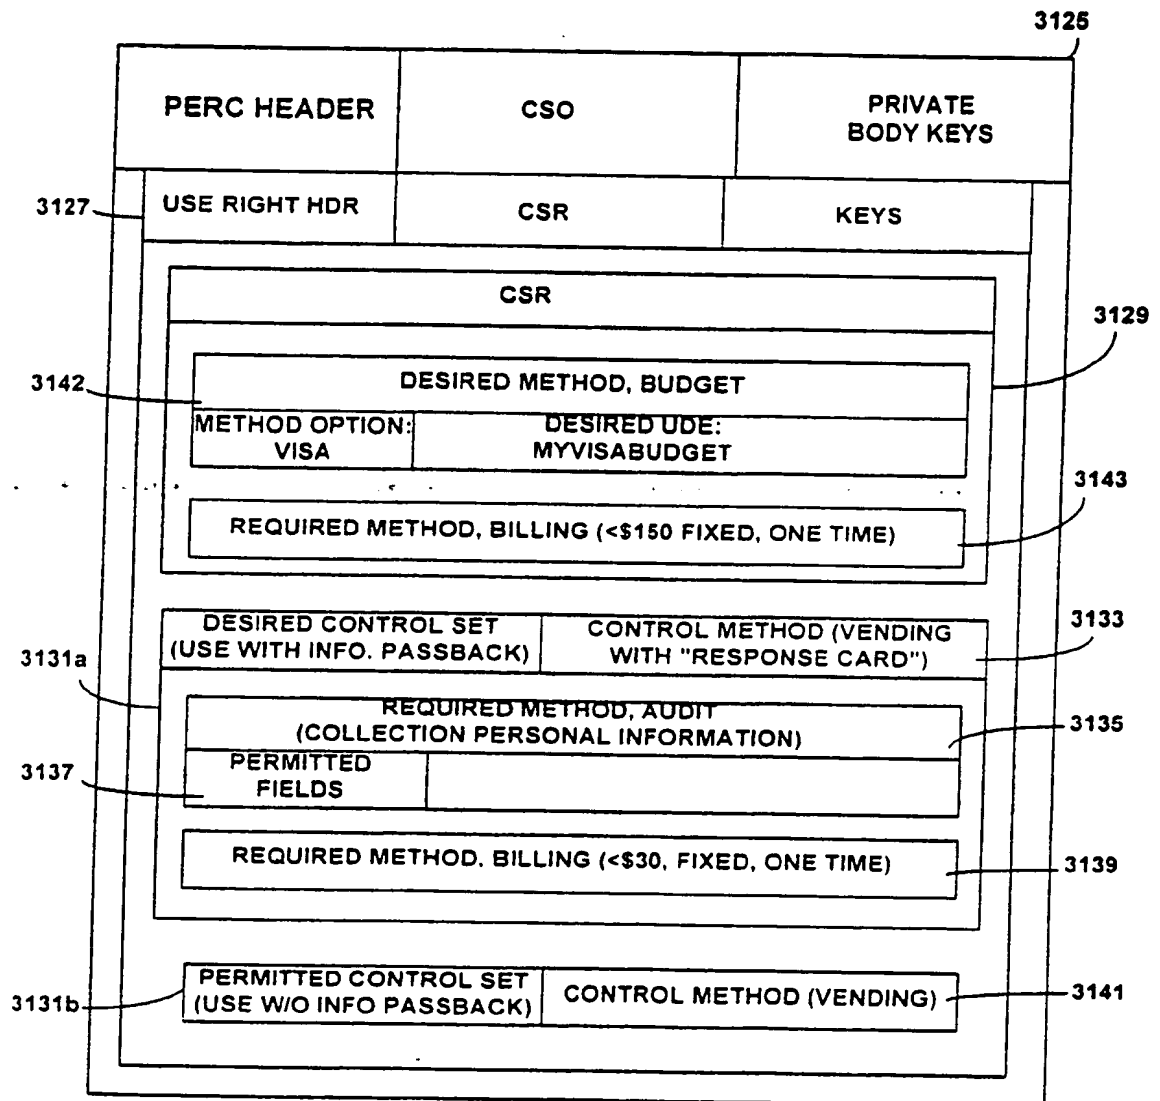 3125
PERC HEADER
CSO
PRIVATE
BODY KEYS
3127
USE RIGHT HDR
CSR
KEYS
CSR
3129
3142
DESIRED METHOD, BUDGET
METHOD OPTION:
VISA
DESIRED UDE:
MYVISABUDGET
3143
REQUIRED METHOD, BILLING (<$150 FIXED, ONE TIME)
3133
DESIRED CONTROL SET
(USE WITH INFO. PASSBACK)
CONTROL METHOD (VENDING
WITH "RESPONSE CARD")
3131a
REQUIRED METHOD, AUDIT
(COLLECTION PERSONAL INFORMATION)
3135
3137
PERMITTED
FIELDS
REQUIRED METHOD. BILLING (<$30, FIXED, ONE TIME)
3139
PERMITTED CONTROL SET
(USE W/O INFO PASSBACK)
CONTROL METHOD (VENDING)
3141
3131b